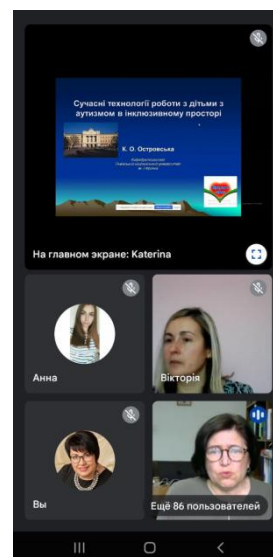 Сучасні технології роботи з дітьми з
аутизмом в інклюзивному просторі
К. О. Островська
На главном экране: Katerina
Анна
Вікторія
Вы
Ещё 86 пользователей